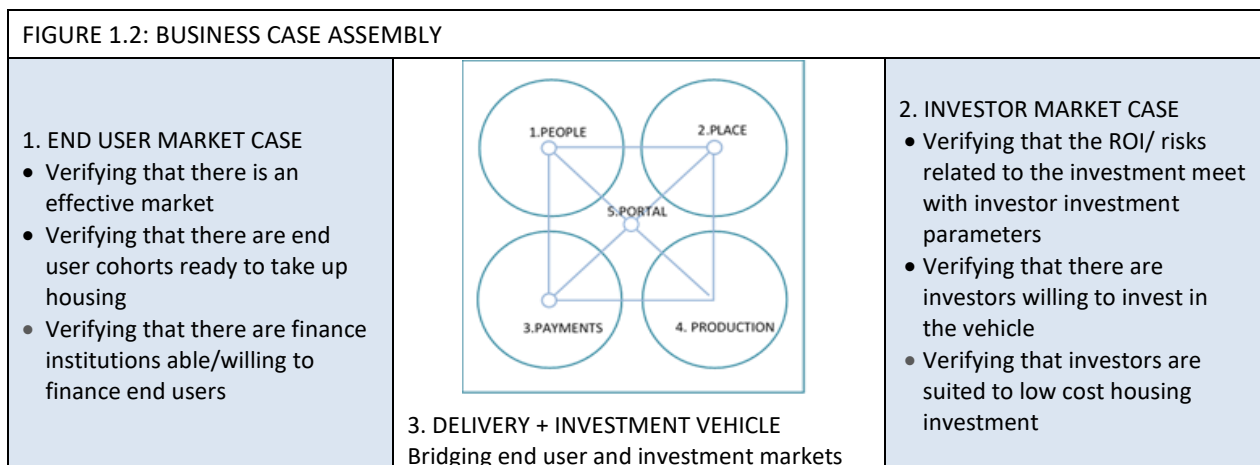 FIGURE 1.2: BUSINESS CASE ASSEMBLY
1. END USER MARKET CASE
• Verifying that there is an
effective market
• Verifying that there are end
user cohorts ready to take up
housing
• Verifying that there are finance
institutions able/willing to
finance end users
1.PEOPLE
2.PLACE
5.PORTAL
3.PAYMENTS
4. PRODUCTION
3. DELIVERY + INVESTMENT VEHICLE
Bridging end user and investment markets
2. INVESTOR MARKET CASE
• Verifying that the ROI/ risks
related to the investment meet
with investor investment
parameters
• Verifying that there are
investors willing to invest in
the vehicle
• Verifying that investors are
suited to low cost housing
investment